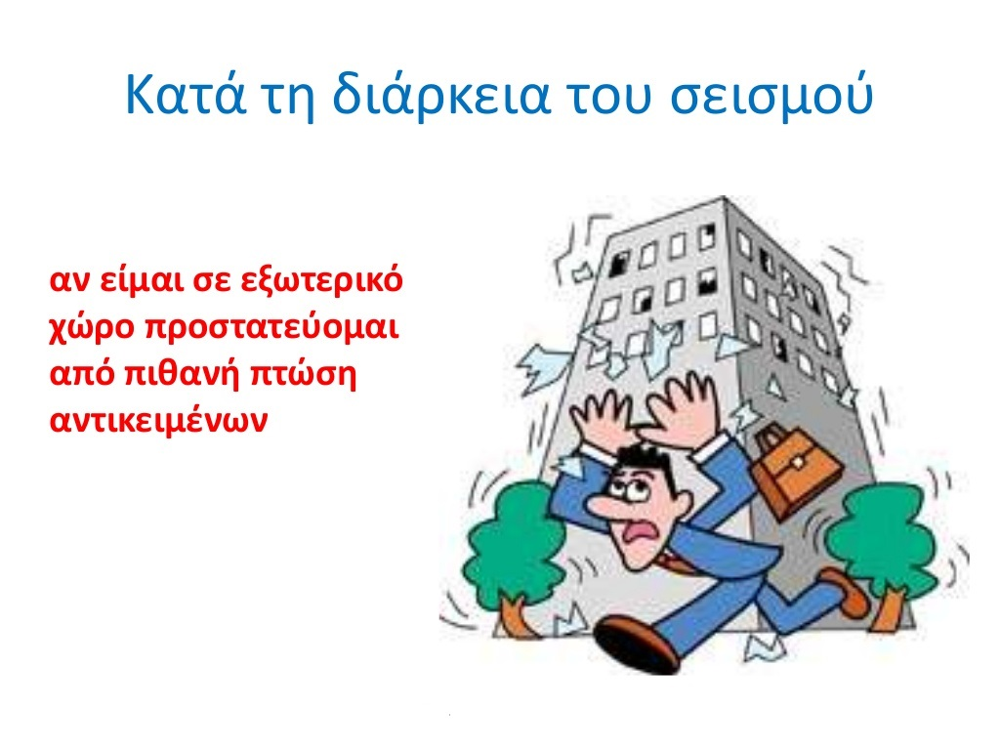 Κατά τη διάρκεια του σεισμού
αν είμαι σε εξωτερικό
χώρο προστατεύομαι
από πιθανή πτώση
αντικειμένων